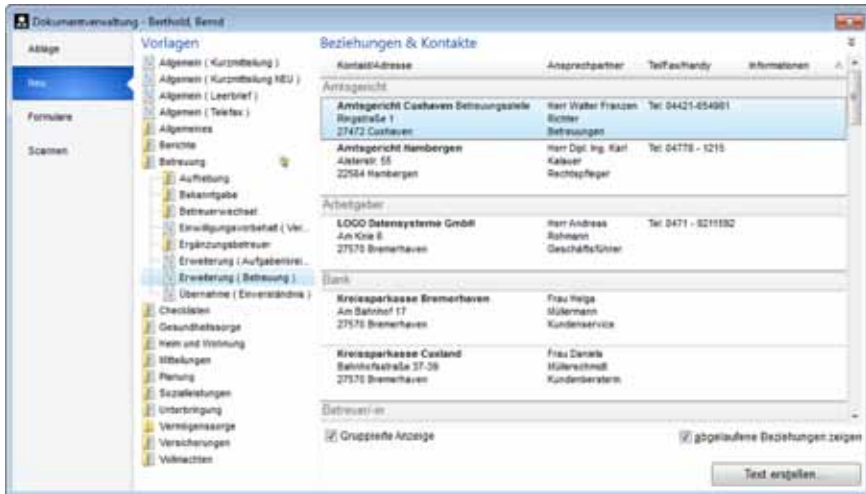 Dokumentverwaltung - Berthold, Bernd
Ablage
Neu
Formulare
Scannen
Vorlagen
Allgemein ( Kurzmitteilung )
Allgemein ( Kurzmitteilung NEU )
Allgemein ( Leerbrief )
Allgemein ( Telefax )
Allgemeines
Berichte
Betreuung
Aufhebung
Bekanntgabe
Betreuerwechsel
Einwilligungsvorbehalt ( Ver...
Ergänzungsbetreuer
Erweiterung ( Aufgabenkrei...
Erweiterung ( Betreuung )
Übernahme ( Einverständnis )
Checklisten
Gesundheitssorge
Heim und Wohnung
Mitteilungen
Planung
Sozialleistungen
Unterbringung
Vermögenssorge
Versicherungen
Vollmachten
Beziehungen & Kontakte
Kontakt/Adresse Ansprechpartner Tel/Fax/Handy Informationen
Amtsgericht
Amtsgericht Cuxhaven Betreuungsstelle Herr Walter Franzen Tel: 04421-654981
Ringstraße 1 Richter
27472 Cuxhaven Betreuungen
Amtsgericht Hambergen Herr Dipl. Ing. Karl Tel: 04778 - 1215
Alsterstr. 55 Kalauer
22564 Hambergen Rechtspfleger
Arbeitgeber
LOGO Datensysteme GmbH Herr Andreas Tel: 0471 - 9211592
Am Knie 6 Rohmann
27570 Bremerhaven Geschäftsführer
Bank
Kreissparkasse Bremerhaven Frau Helga
Am Bahnhof 17 Müllermann
27570 Bremerhaven Kundenservice
Kreissparkasse Cuxland Frau Daniela
Bahnhofsstraße 37-39 Müllerschmidt
27570 Bremerhaven Kundenberaterin
Betreuer/-in
Gruppierte Anzeige abgelaufene Beziehungen zeigen
Text erstellen...